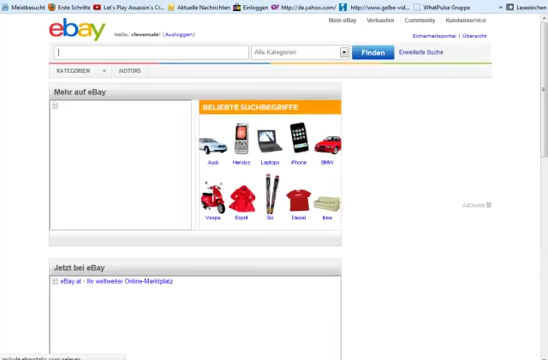 Meistbesucht Erste Schritte Let's Play Assassin's Cr... Aktuelle Nachrichten Einloggen http://de.yahoo.com/ http://www.gelbe-vid... WhatPulse Gruppe Lesezeichen
Mein eBay Verkaufen Community Kundenservice
ebay
Hallo, cleversale! (Ausloggen)
Sicherheitsportal | Übersicht
Alle Kategorien Finden Erweiterte Suche
KATEGORIEN MOTORS
Mehr auf eBay
BELIEBTE SUCHBEGRIFFE
Audi Handys Laptops iPhone BMW
Vespa Esprit Ski Diesel Ikea
AdChoice
Jetzt bei eBay
eBay.at - Ihr weltweiter Online-Marktplatz